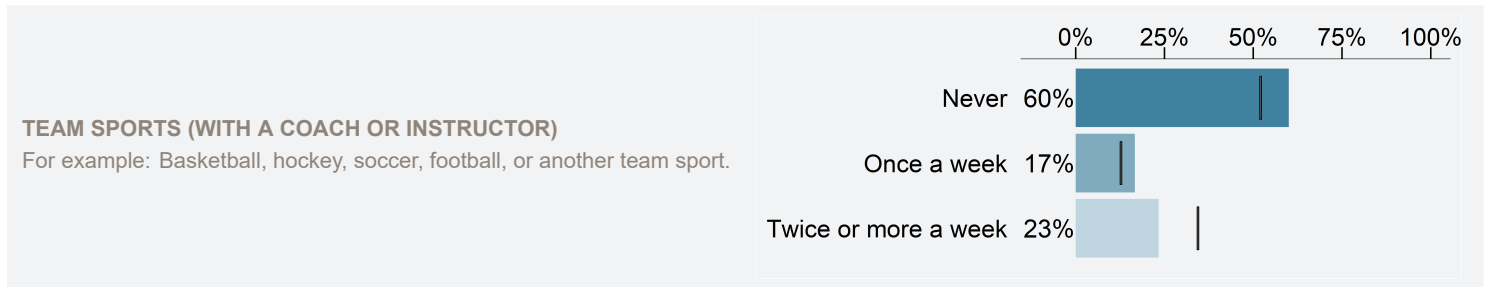 TEAM SPORTS (WITH A COACH OR INSTRUCTOR)
For example: Basketball, hockey, soccer, football, or another team sport.
0% 25% 50% 75% 100%
Never 60%
Once a week 17%
Twice or more a week 23%